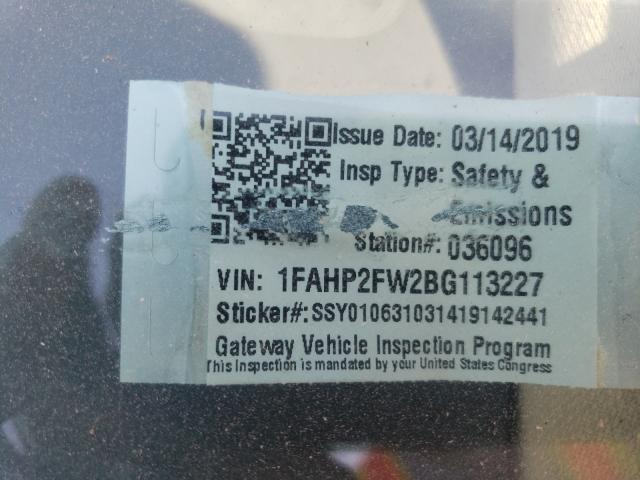 Issue Date: 03/14/2019
Insp Type: Safety &
Emissions
Station#: 036096
VIN: 1FAHP2FW2BG113227
Sticker#:SSY010631031419142441
Gateway Vehicle Inspection Program
This Inspection is mandated by your United States Congress